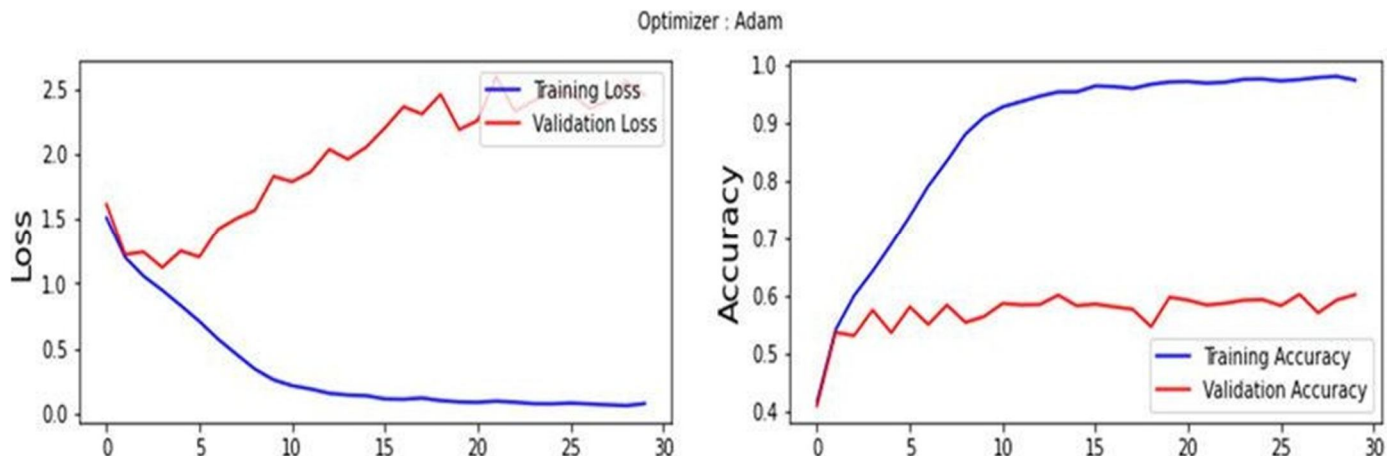 Optimizer : Adam
Loss
2.5
2.0
1.5
1.0
0.5
0.0
0 5 10 15 20 25 30
Training Loss
Validation Loss
Accuracy
1.0
0.9
0.8
0.7
0.6
0.5
0.4
0 5 10 15 20 25 30
Training Accuracy
Validation Accuracy